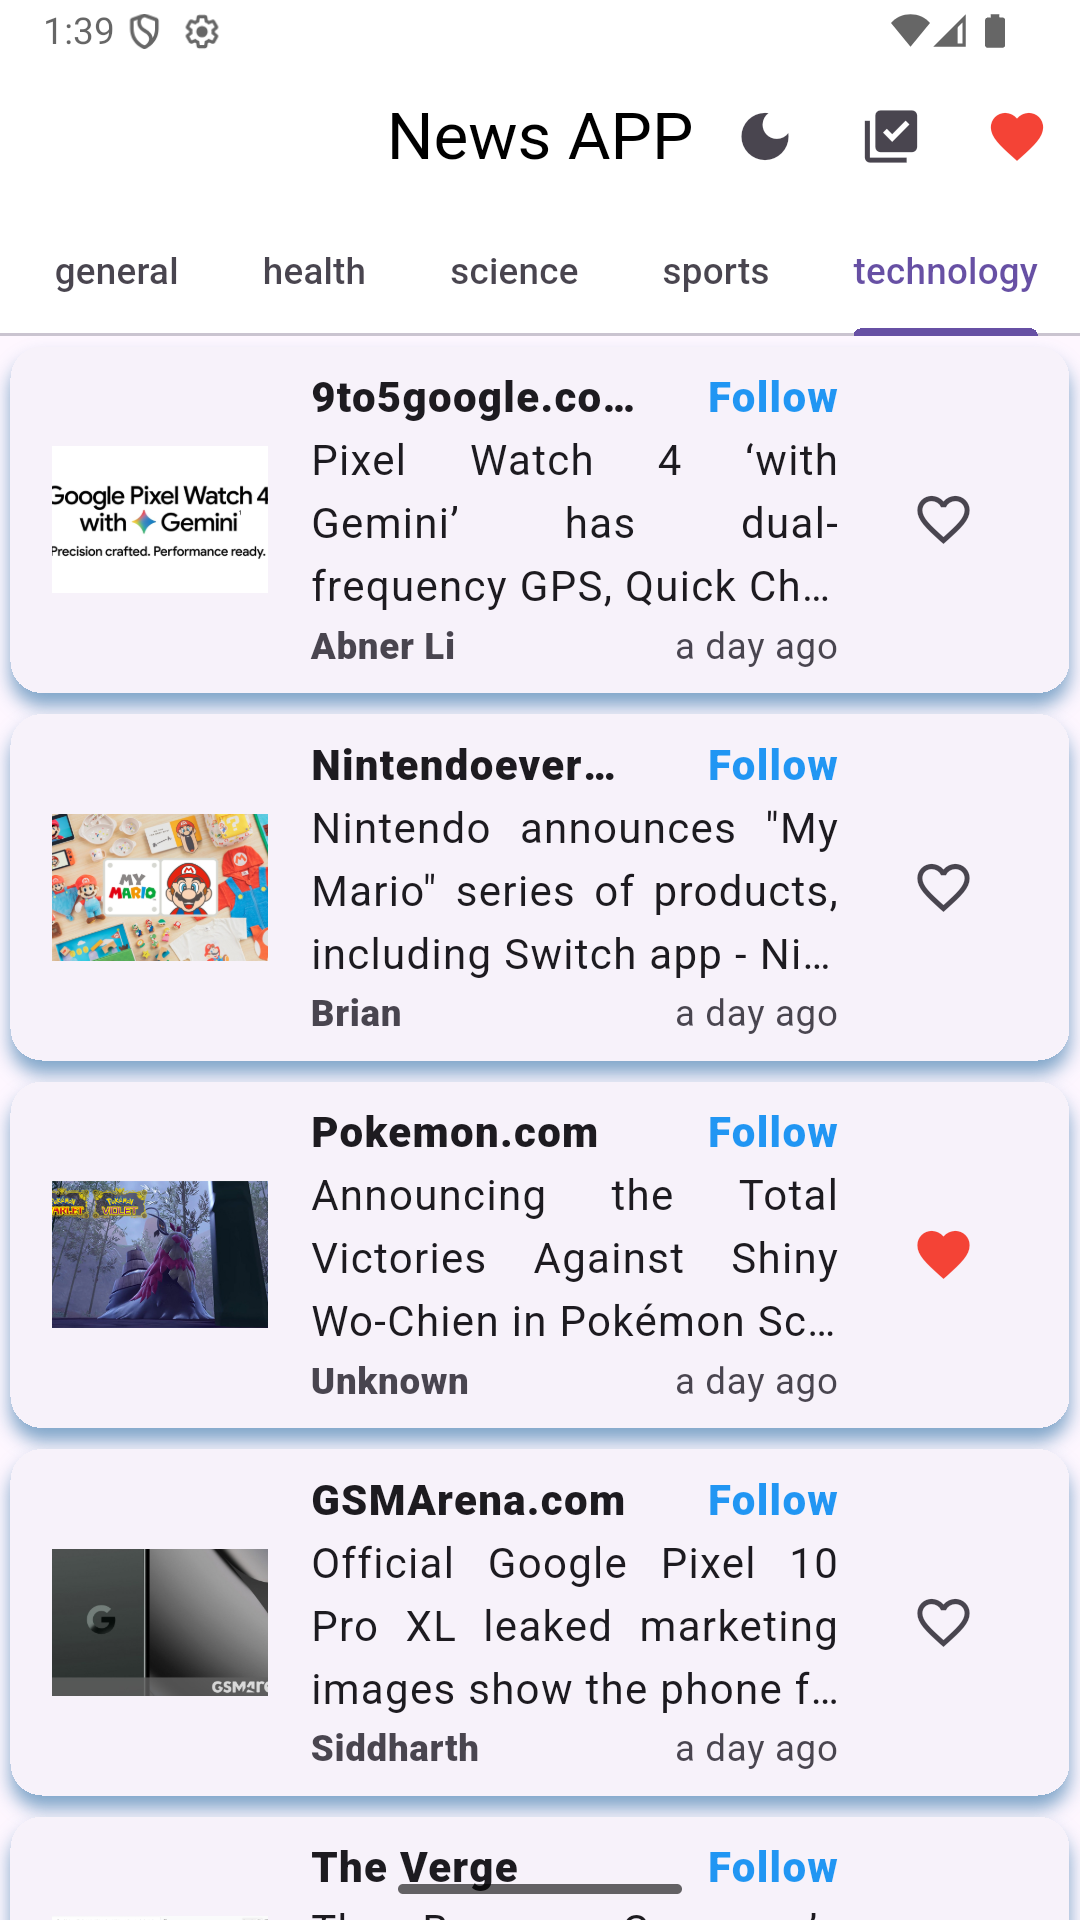 1:39
News APP
general health science sports technology
9to5google.co... Follow
Google Pixel Watch 4
with Gemini
Precision crafted. Performance ready.
Pixel Watch 4 ‘with
Gemini’ has dual-
frequency GPS, Quick Ch...
Abner Li a day ago
Nintendoever... Follow
MY
MARIO
Nintendo announces "My
Mario" series of products,
including Switch app - Ni...
Brian a day ago
Pokemon.com Follow
VIOLET
Announcing the Total
Victories Against Shiny
Wo-Chien in Pokémon Sc...
Unknown a day ago
GSMArena.com Follow
Official Google Pixel 10
Pro XL leaked marketing
images show the phone f...
Siddharth a day ago
The Verge Follow